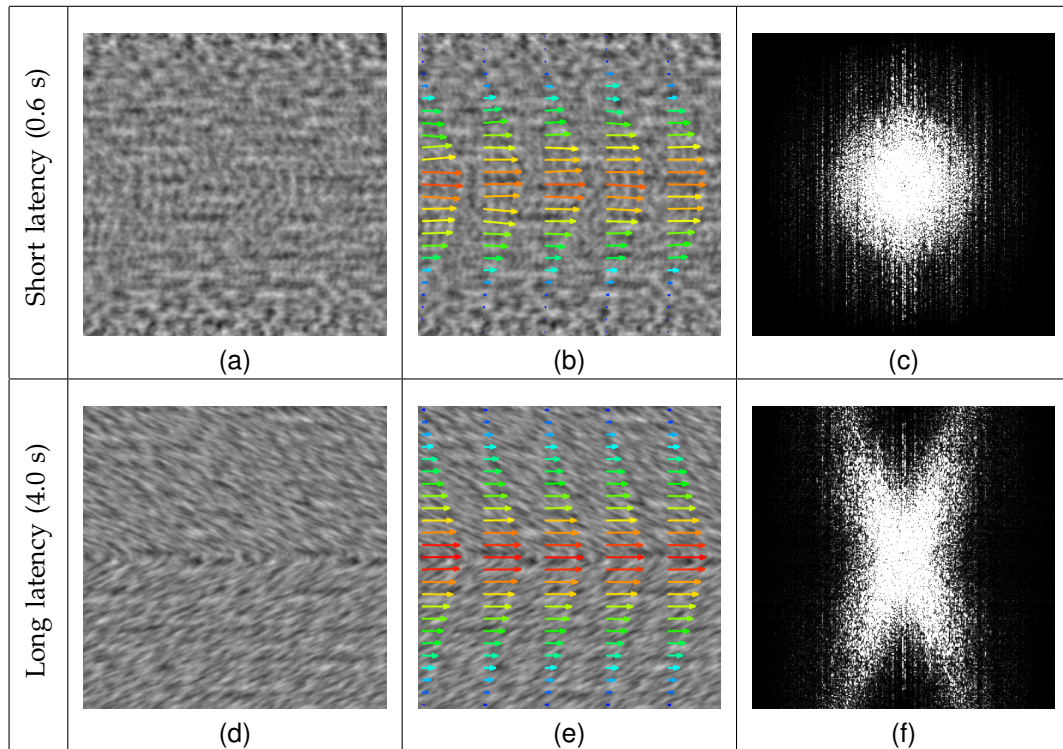 Short latency (0.6 s)
(a)
(b)
(c)
Long latency (4.0 s)
(d)
(e)
(f)